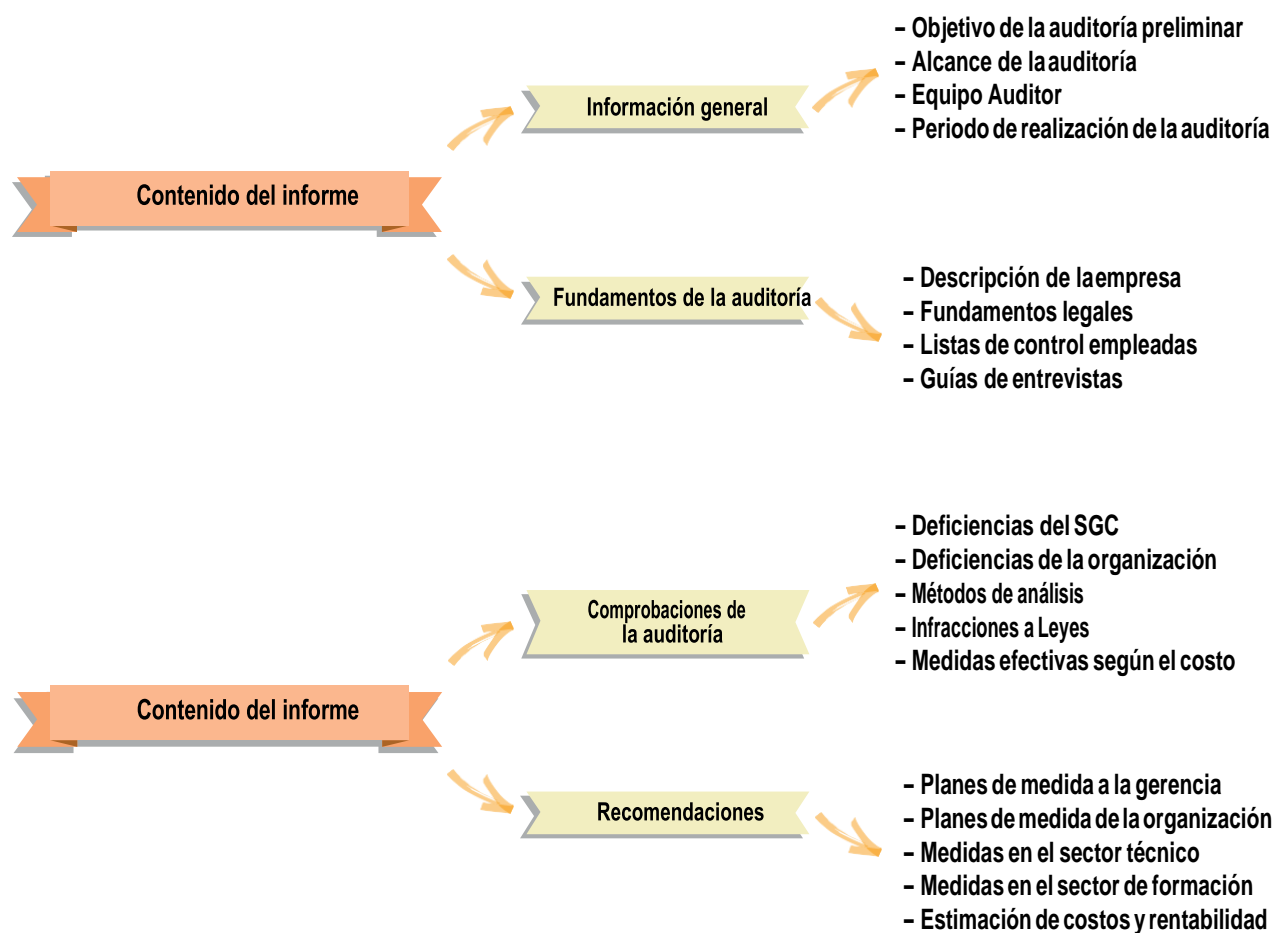 Contenido del informe
Información general
– Objetivo de la auditoría preliminar
– Alcance de laauditoría
– Equipo Auditor
– Periodo de realización de la auditoría
Fundamentos de la auditoría
– Descripción de laempresa
– Fundamentos legales
– Listas de control empleadas
– Guías de entrevistas
Contenido del informe
Comprobaciones de
la auditoría
– Deficiencias del SGC
– Deficiencias de la organización
– Métodos de análisis
– Infracciones a Leyes
– Medidas efectivas según el costo
Recomendaciones
– Planes de medida a la gerencia
– Planes de medida de la organización
– Medidas en el sector técnico
– Medidas en el sector de formación
– Estimación de costos y rentabilidad